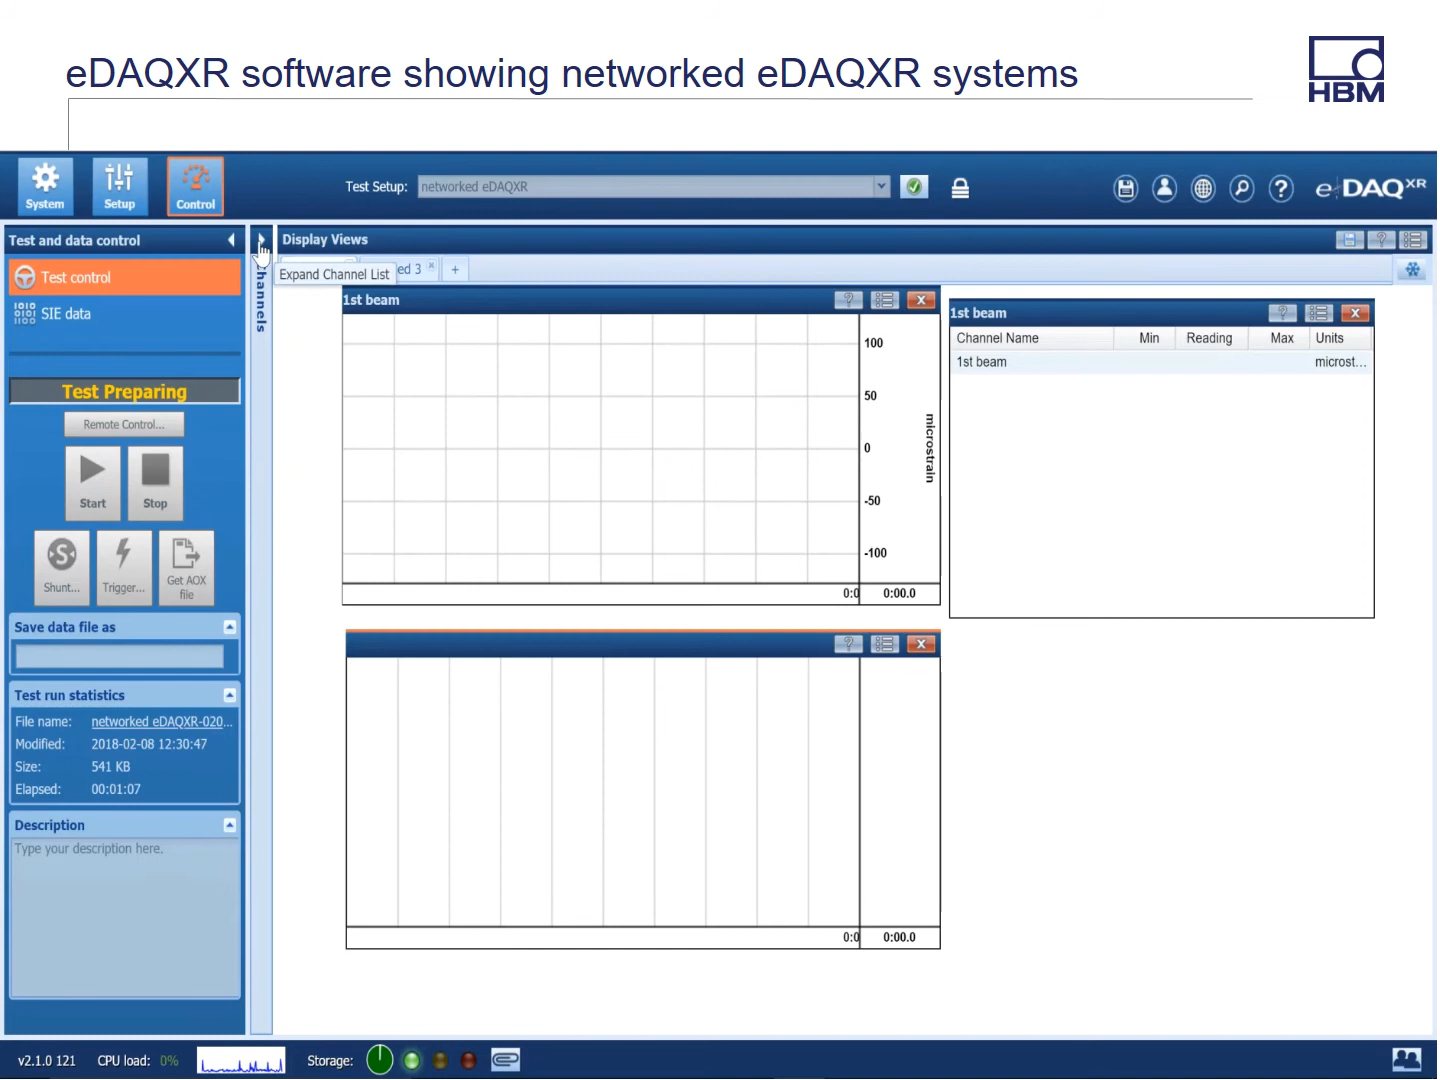 eDAQXR software showing networked eDAQXR systems
HBM
System
Setup
Control
Test Setup:
networked eDAQXR
eDAQXR
Test and data control
Display Views
Expand Channel List
ed 3
+
Test control
SIE data
hannels
Test Preparing
Remote Control...
Start
Stop
Shunt...
Trigger...
Get AOX
file
Save data file as
Test run statistics
File name: networked eDAQXR-020...
Modified: 2018-02-08 12:30:47
Size: 541 KB
Elapsed: 00:01:07
Description
Type your description here.
1st beam
100
50
0
-50
-100
microstrain
0:0
0:00.0
1st beam
Channel Name Min Reading Max Units
1st beam microst...
0:0
0:00.0
v2.1.0 121
CPU load: 0%
Storage: